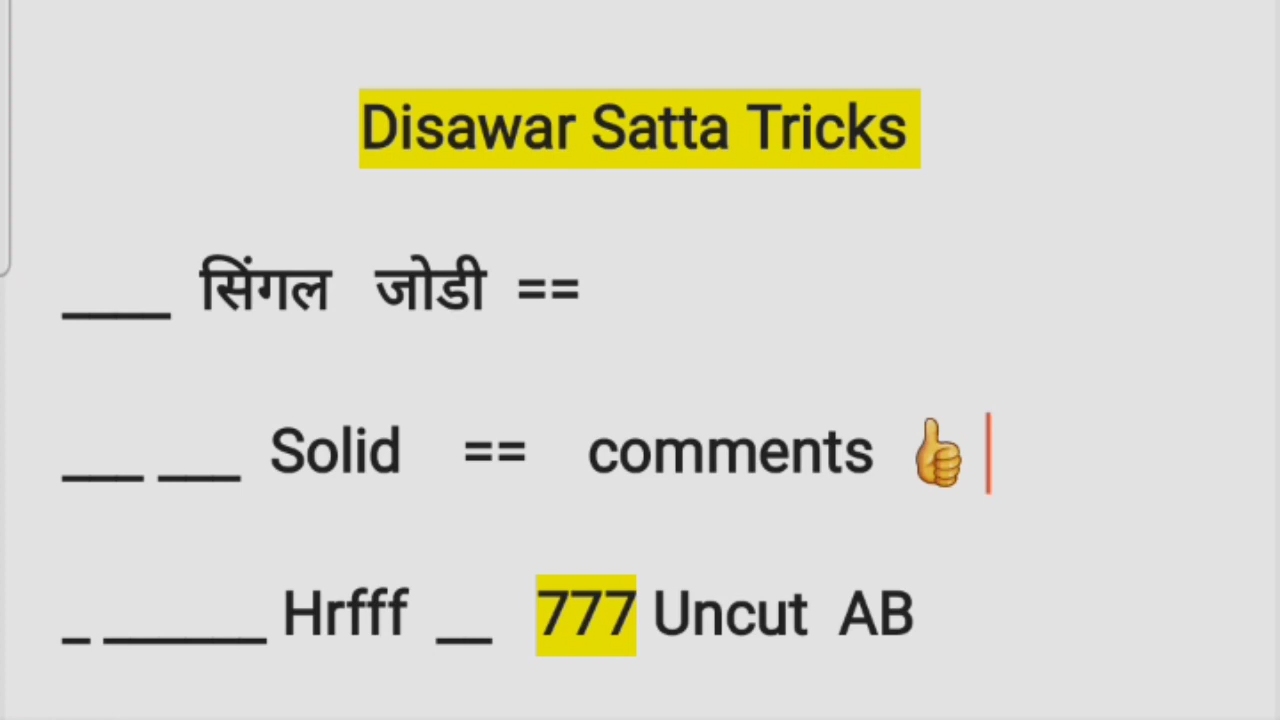 Disawar Satta Tricks
____ सिंगल जोडी ==
___ ___ Solid == comments 👍
_ ______ Hrfff __ 777 Uncut AB